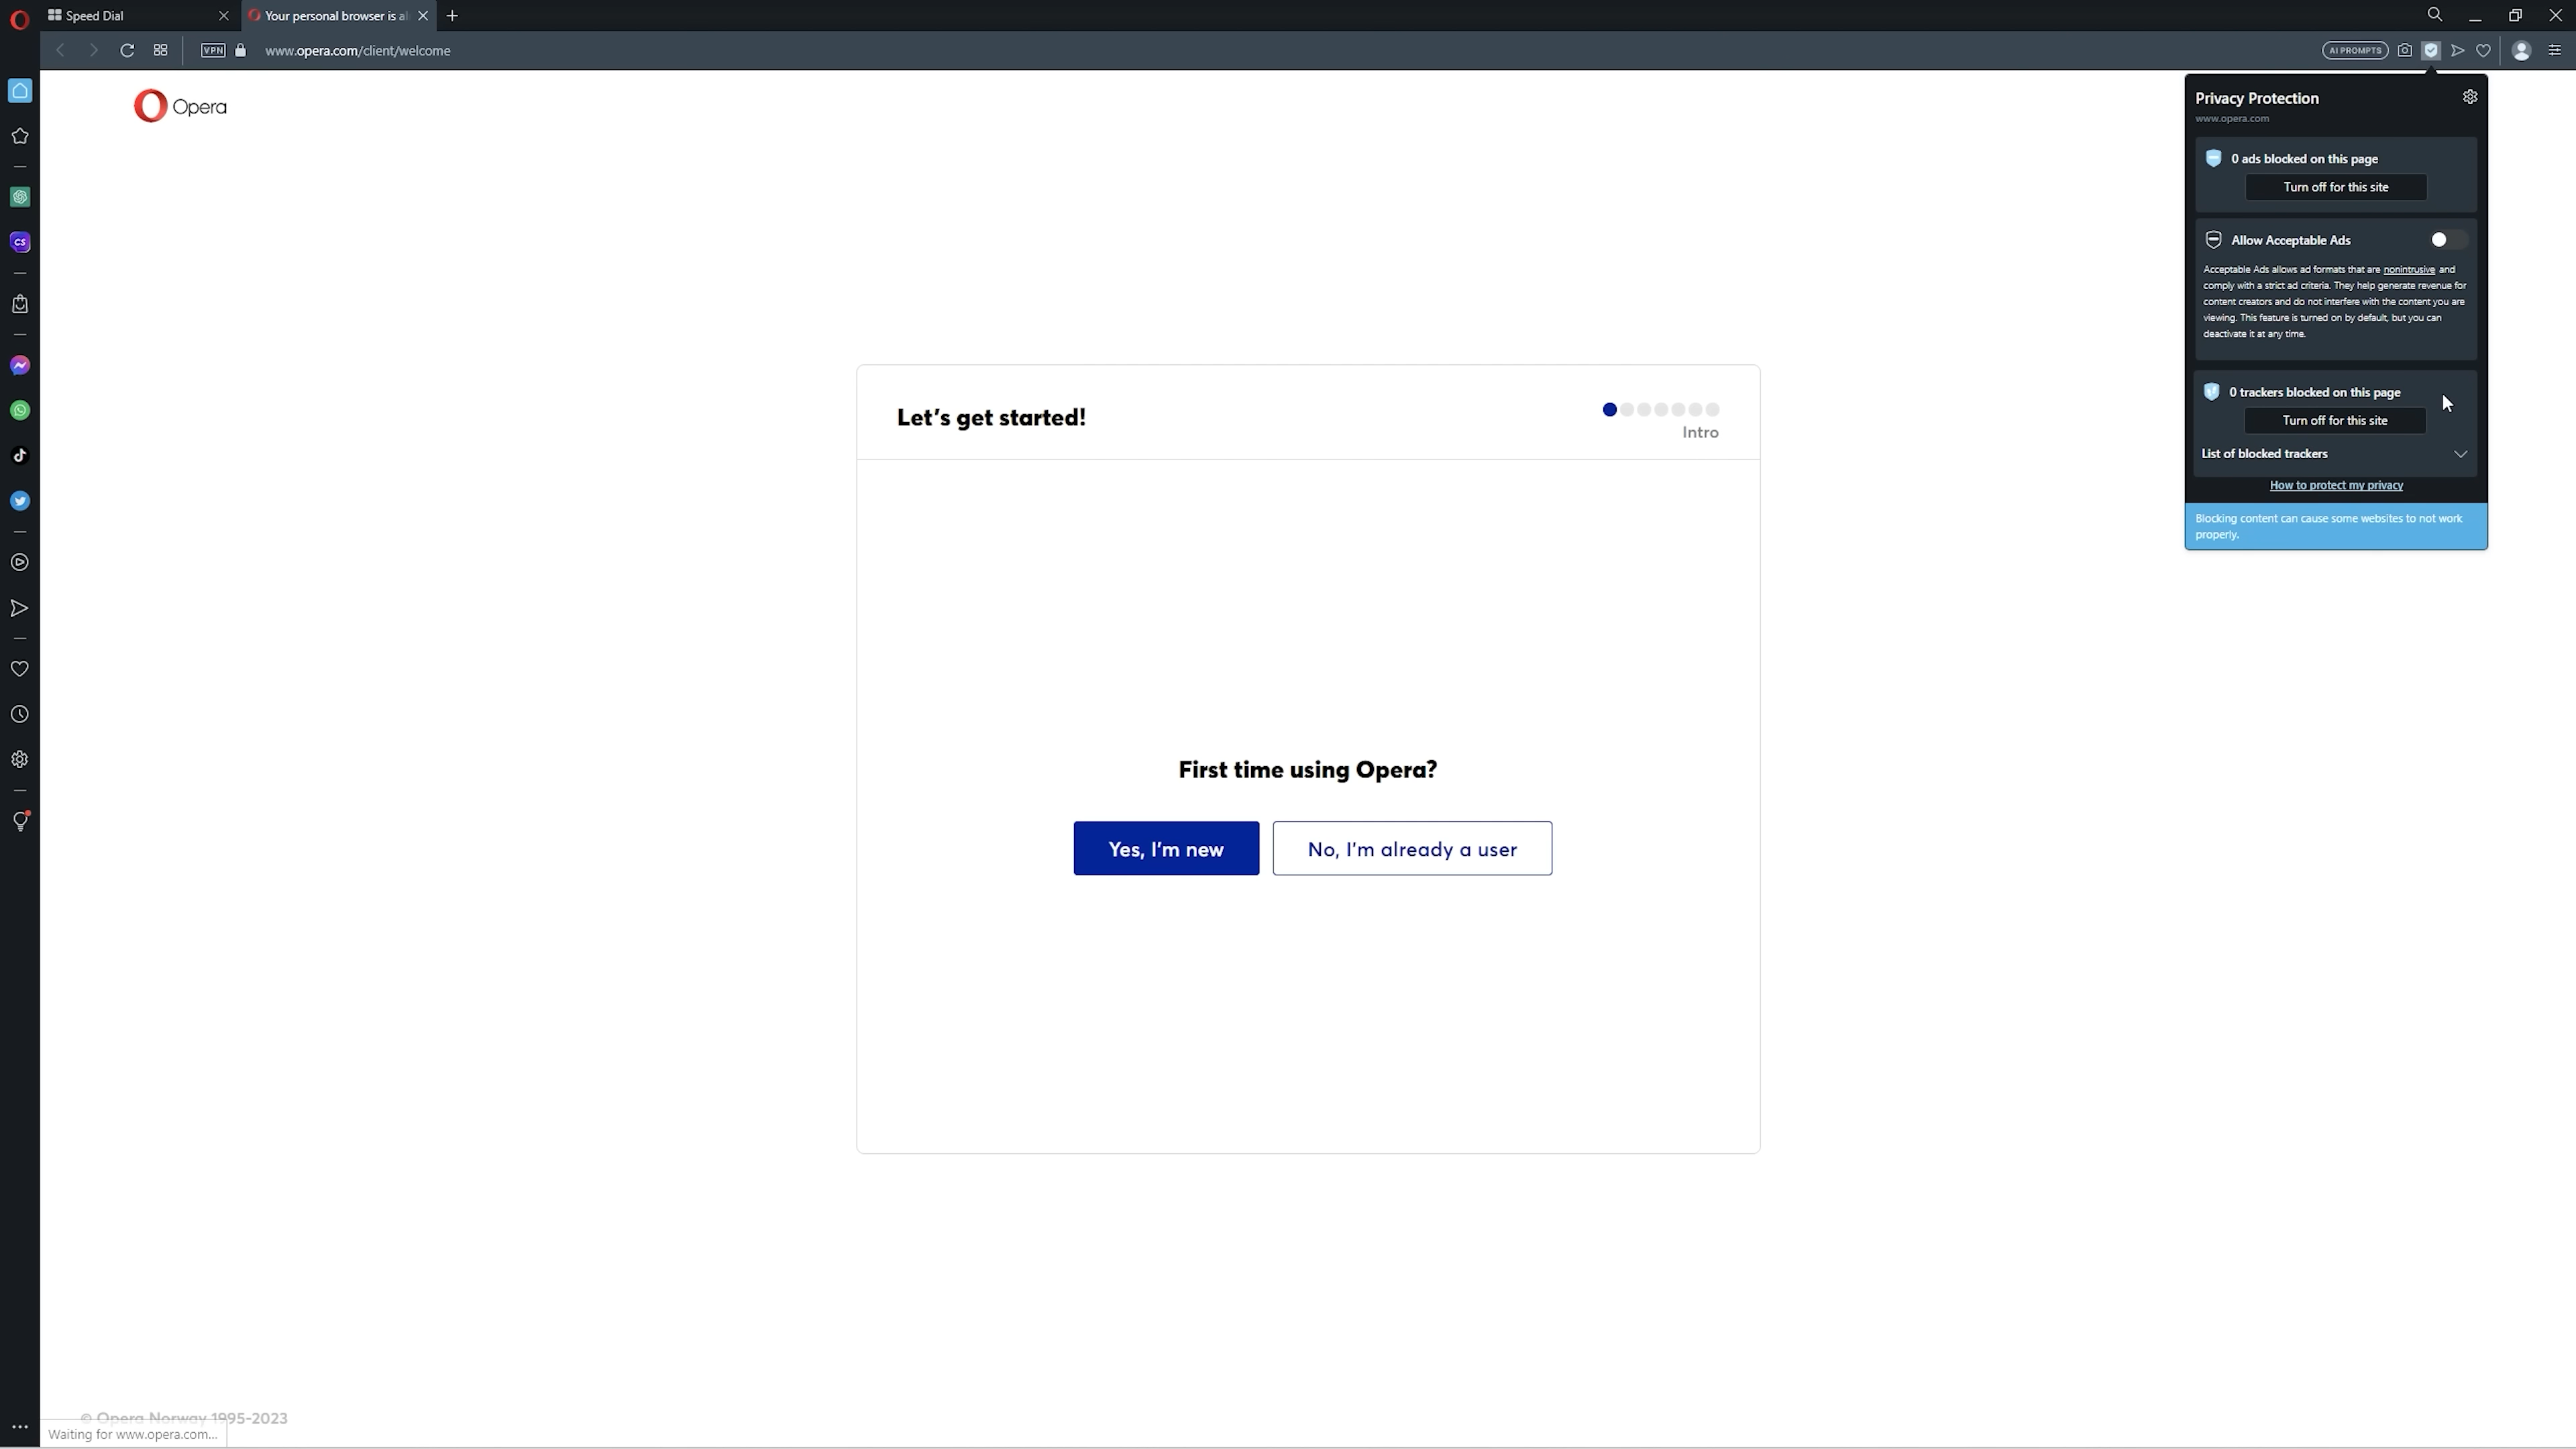 Speed Dial
Your personal browser is al
VPN
www.opera.com/client/welcome
AI PROMPTS
Opera
Privacy Protection
www.opera.com
0 ads blocked on this page
Turn off for this site
Allow Acceptable Ads
Acceptable Ads allows ad formats that are nonintrusive and
comply with a strict ad criteria. They help generate revenue for
content creators and do not interfere with the content you are
viewing. This feature is turned on by default, but you can
deactivate it at any time.
0 trackers blocked on this page
Turn off for this site
List of blocked trackers
How to protect my privacy
Blocking content can cause some websites to not work
properly.
CS
Let's get started!
Intro
First time using Opera?
Yes, I'm new
No, I'm already a user
© Opera Norway 1995-2023
Waiting for www.opera.com...